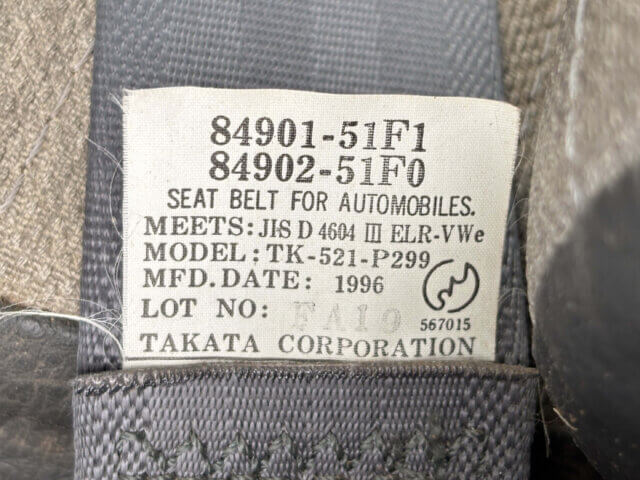 84901-51F1
84902-51F0
SEAT BELT FOR AUTOMOBILES.
MEETS: JIS D 4604 III ELR-VWe
MODEL: TK-521-P299
MFD. DATE: 1996
LOT NO: FA19
567015
TAKATA CORPORATION